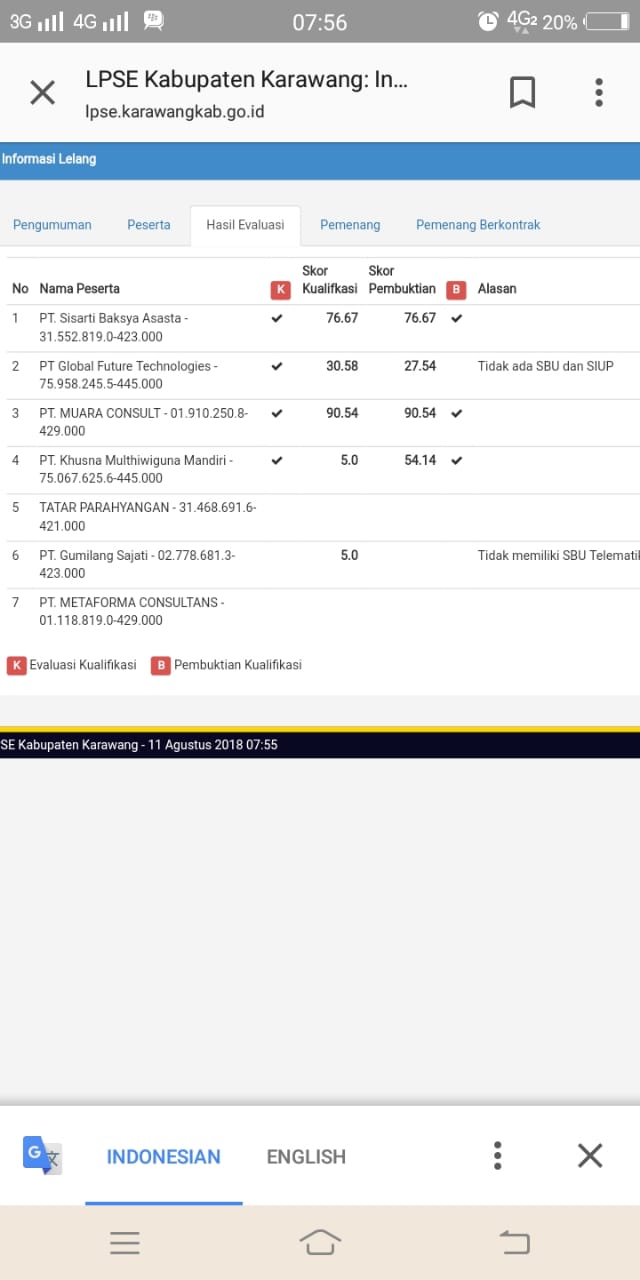 3G 4G 07:56 4G2 20%
LPSE Kabupaten Karawang: In...
lpse.karawangkab.go.id
Informasi Lelang
Pengumuman Peserta Hasil Evaluasi Pemenang Pemenang Berkontrak
No Nama Peserta K Skor Kualifkasi Skor Pembuktian B Alasan
1 PT. Sisarti Baksya Asasta - 76.67 76.67
31.552.819.0-423.000
2 PT Global Future Technologies - 30.58 27.54 Tidak ada SBU dan SIUP
75.958.245.5-445.000
3 PT. MUARA CONSULT - 01.910.250.8- 90.54 90.54
429.000
4 PT. Khusna Multhiwiguna Mandiri - 5.0 54.14
75.067.625.6-445.000
5 TATAR PARAHYANGAN - 31.468.691.6-
421.000
6 PT. Gumilang Sajati - 02.778.681.3- 5.0 Tidak memiliki SBU Telemati
423.000
7 PT. METAFORMA CONSULTANS -
01.118.819.0-429.000
K Evaluasi Kualifikasi B Pembuktian Kualifikasi
SE Kabupaten Karawang - 11 Agustus 2018 07:55
G 文 INDONESIAN ENGLISH